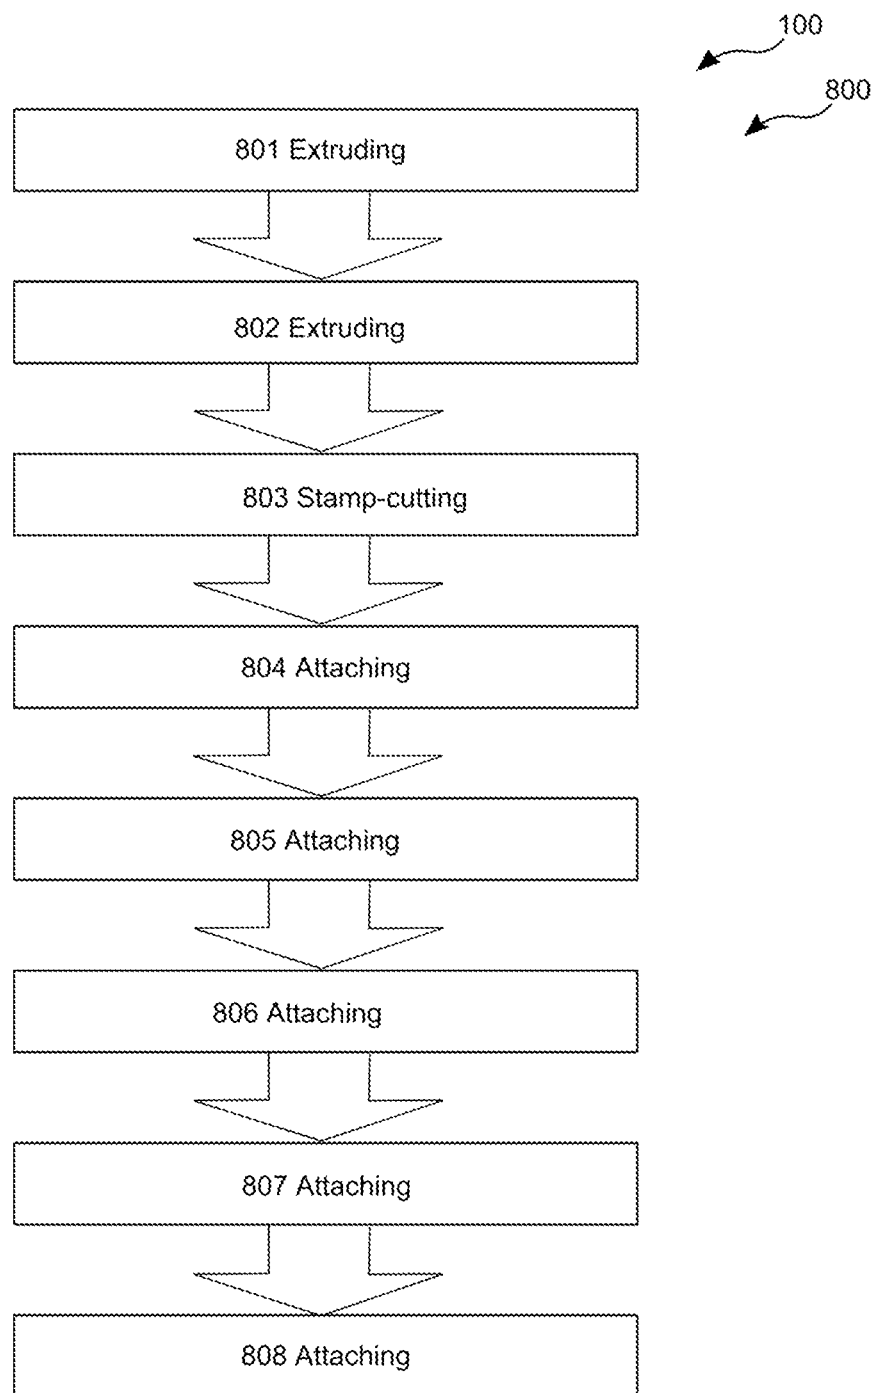 100
800
801 Extruding
802 Extruding
803 Stamp-cutting
804 Attaching
805 Attaching
806 Attaching
807 Attaching
808 Attaching